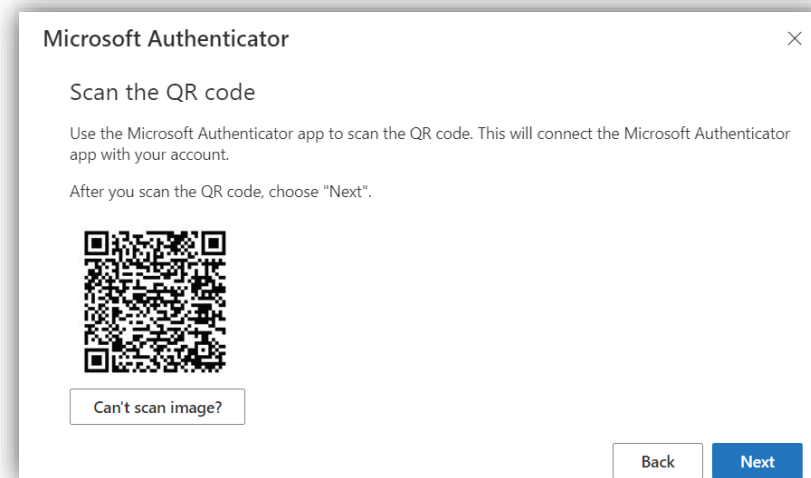 Microsoft Authenticator
Scan the QR code
Use the Microsoft Authenticator app to scan the QR code. This will connect the Microsoft Authenticator
app with your account.
After you scan the QR code, choose "Next".
Can't scan image?
Back
Next